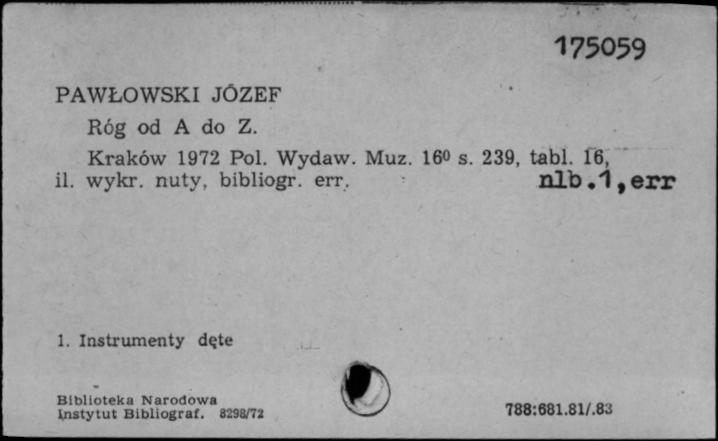 175059
PAWŁOWSKI JÓZEF
Róg od A do Z.
Kraków 1972 Pol. Wydaw. Muz. 16⁰ s. 239, tabl. 16,
il. wykr. nuty, bibliogr. err. nlb.1,err
1. Instrumenty dęte
Biblioteka Narodowa
Instytut Bibliograf. 8298/72
788:681.81/.83